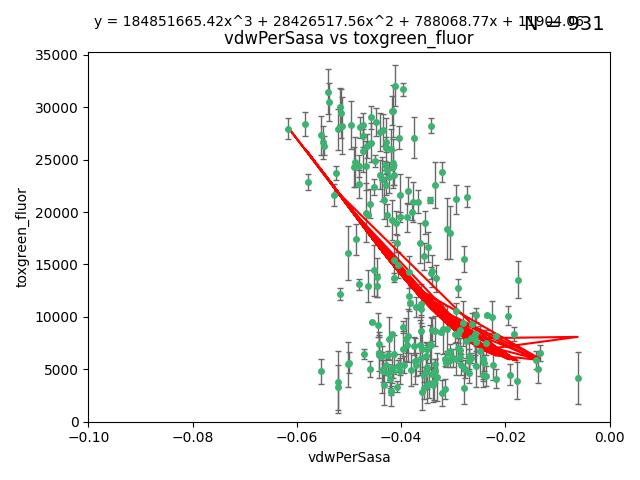 y = 184851665.42x^3 + 28426517.56x^2 + 788068.77x +
N = 931
vdwPerSasa vs toxgreen_fluor
35000
30000
25000
20000
15000
10000
5000
0
toxgreen_fluor
−0.10 −0.08 −0.06 −0.04 −0.02 0.00
vdwPerSasa